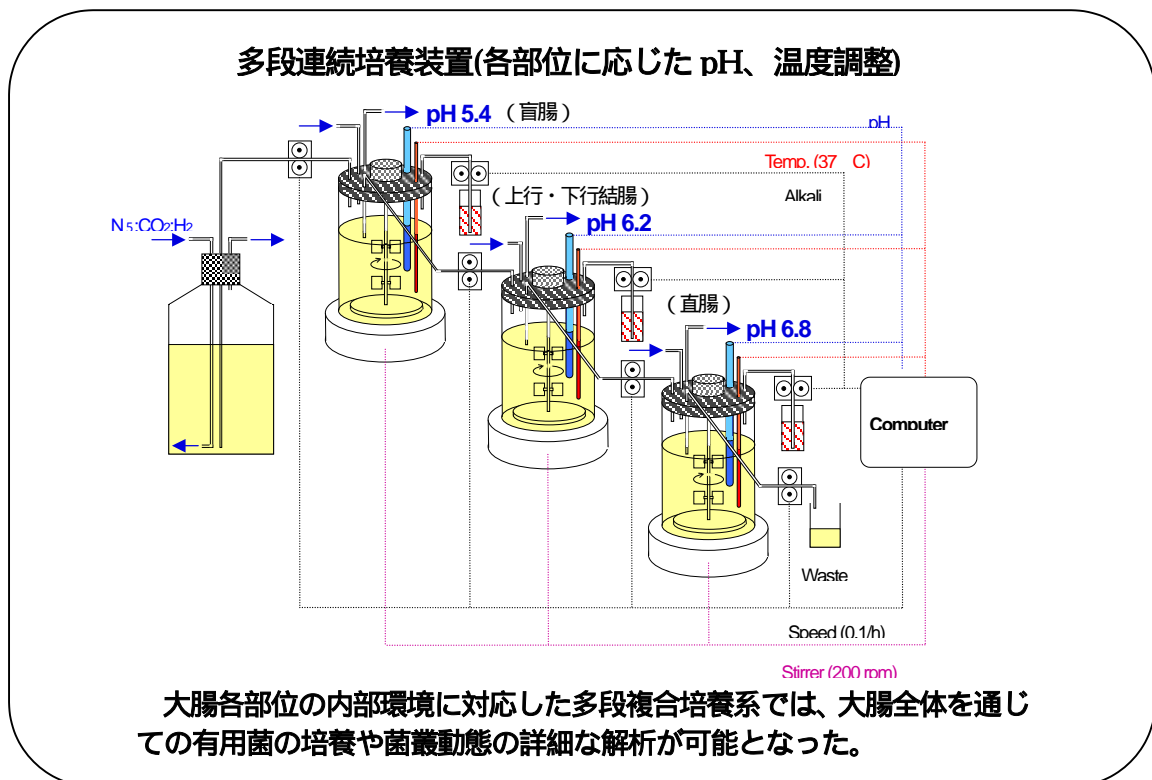 多段連続培養装置(各部位に応じた pH、温度調整)
pH 5.4 （盲腸）
pH
Temp. (37 C)
Alkali
（上行・下行結腸）
pH 6.2
N5:CO2:H2
（直腸）
pH 6.8
Computer
Waste
Speed (0.1/h)
Stirrer (200 rpm)
大腸各部位の内部環境に対応した多段複合培養系では、大腸全体を通じ
ての有用菌の培養や菌叢動態の詳細な解析が可能となった。